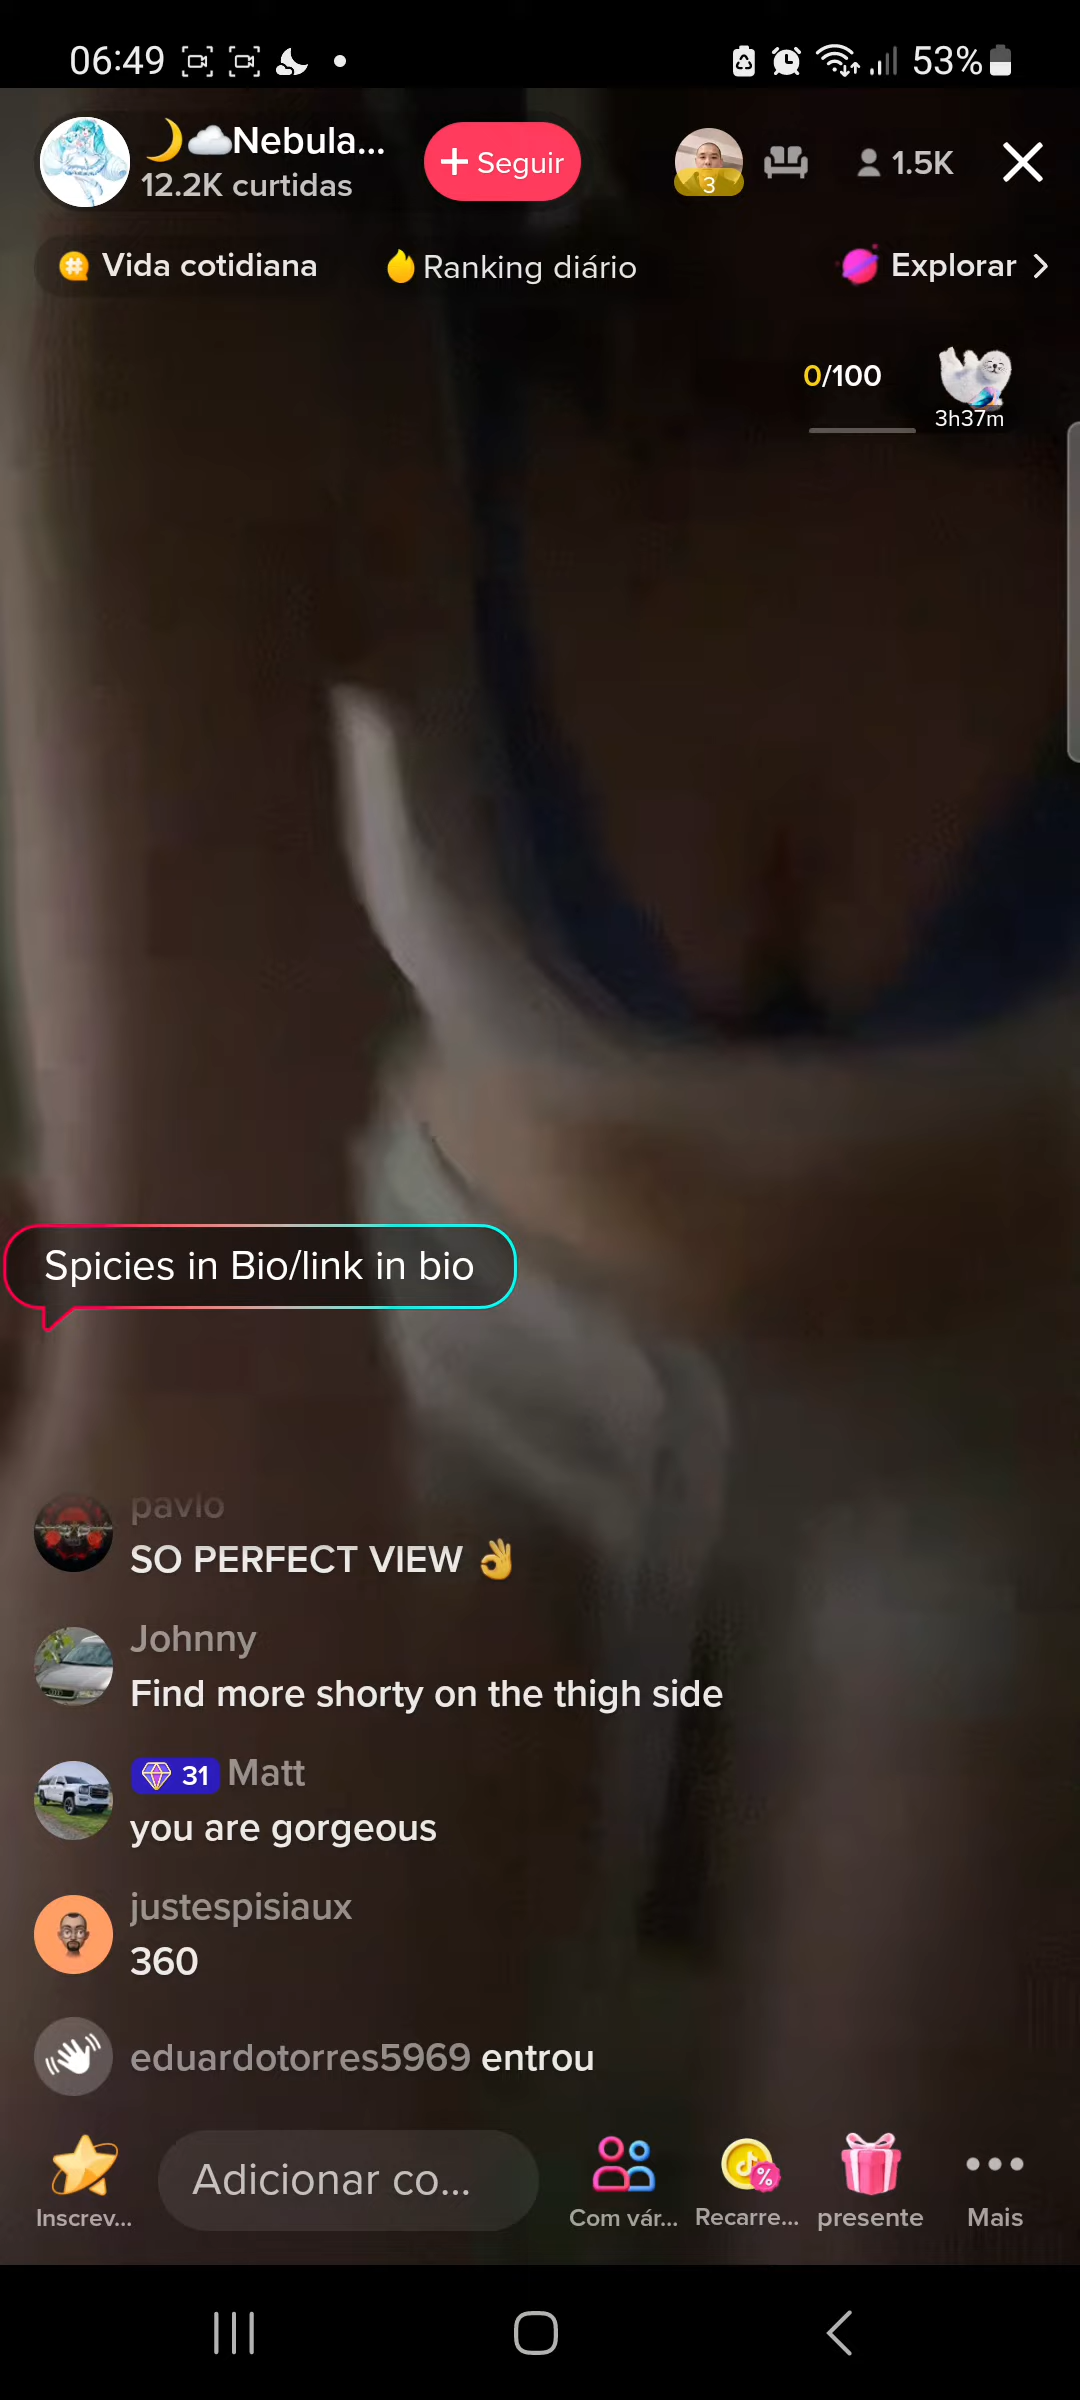 06:49
53%
🌙☁️Nebula...
12.2K curtidas
+ Seguir
3
1.5K
Vida cotidiana
Ranking diário
Explorar >
0/100
3h37m
Spicies in Bio/link in bio
pavlo
SO PERFECT VIEW 👌
Johnny
Find more shorty on the thigh side
31 Matt
you are gorgeous
justespisiaux
360
eduardotorres5969 entrou
Adicionar co...
Inscrev...
Com vár...
Recarre...
presente
Mais